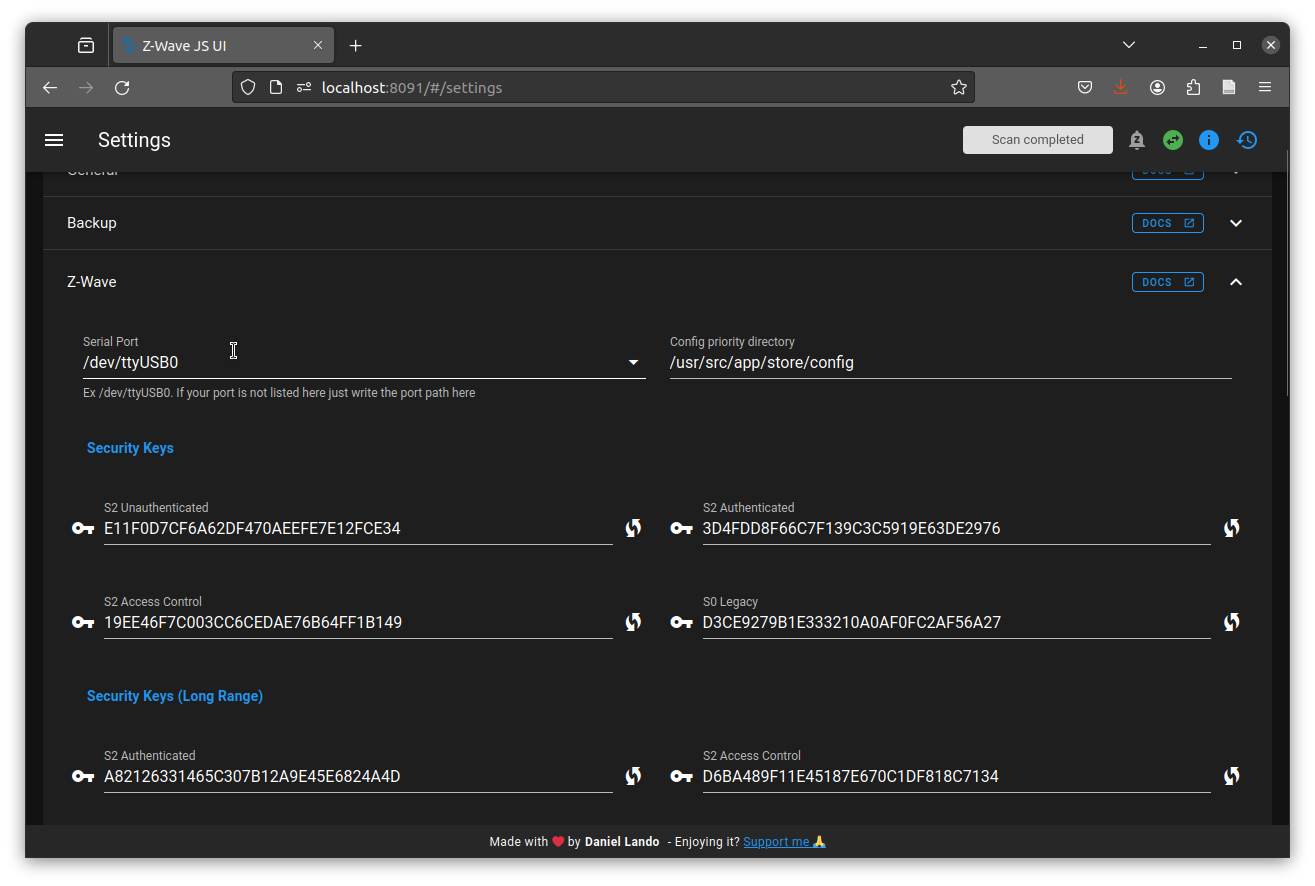 Z-Wave JS UI
localhost:8091/#/settings
Settings
Scan completed
General
DOCS
Backup
DOCS
Z-Wave
DOCS
Serial Port
Config priority directory
/dev/ttyUSB0
/usr/src/app/store/config
Ex /dev/ttyUSB0. If your port is not listed here just write the port path here
Security Keys
S2 Unauthenticated
S2 Authenticated
E11F0D7CF6A62DF470AEEFE7E12FCE34
3D4FDD8F66C7F139C3C5919E63DE2976
S2 Access Control
S0 Legacy
19EE46F7C003CC6CEDAE76B64FF1B149
D3CE9279B1E333210A0AF0FC2AF56A27
Security Keys (Long Range)
S2 Authenticated
S2 Access Control
A82126331465C307B12A9E45E6824A4D
D6BA489F11E45187E670C1DF818C7134
Made with ❤️ by Daniel Lando - Enjoying it? Support me 🙏